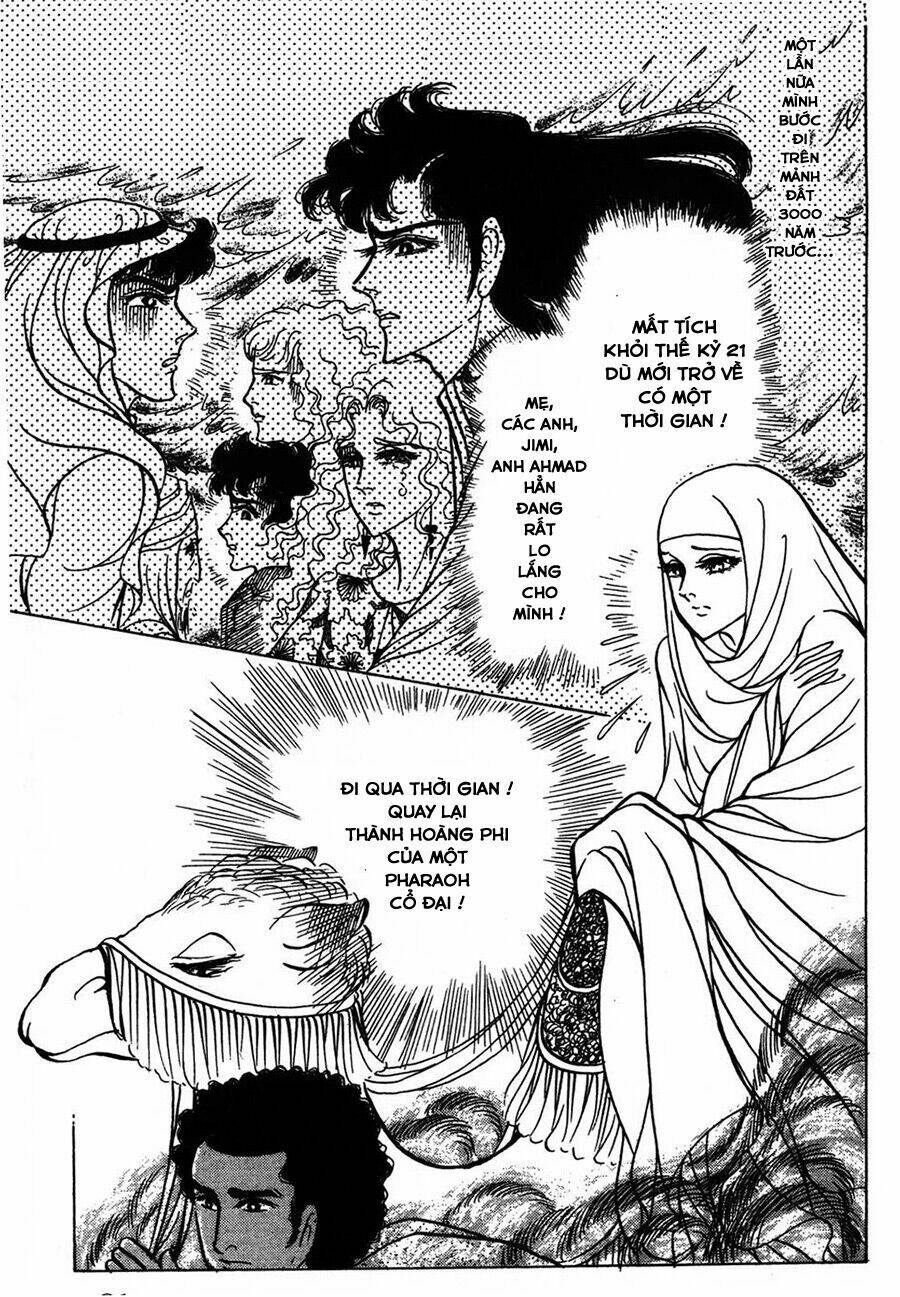 MỘT
LẦN
NỮA
MÌNH
BƯỚC
ĐI
TRÊN
MẢNH
ĐẤT
3000
NĂM
TRƯỚC...
MẤT TÍCH
KHỎI THẾ KỶ 21
DÙ MỚI TRỞ VỀ
CÓ MỘT
THỜI GIAN !
MẸ,
CÁC ANH,
JIMI,
ANH AHMAD
HẲN
ĐANG
RẤT
LO
LẮNG
CHO
MÌNH !
ĐI QUA THỜI GIAN !
QUAY LẠI
THÀNH HOÀNG PHI
CỦA MỘT
PHARAOH
CỔ ĐẠI !